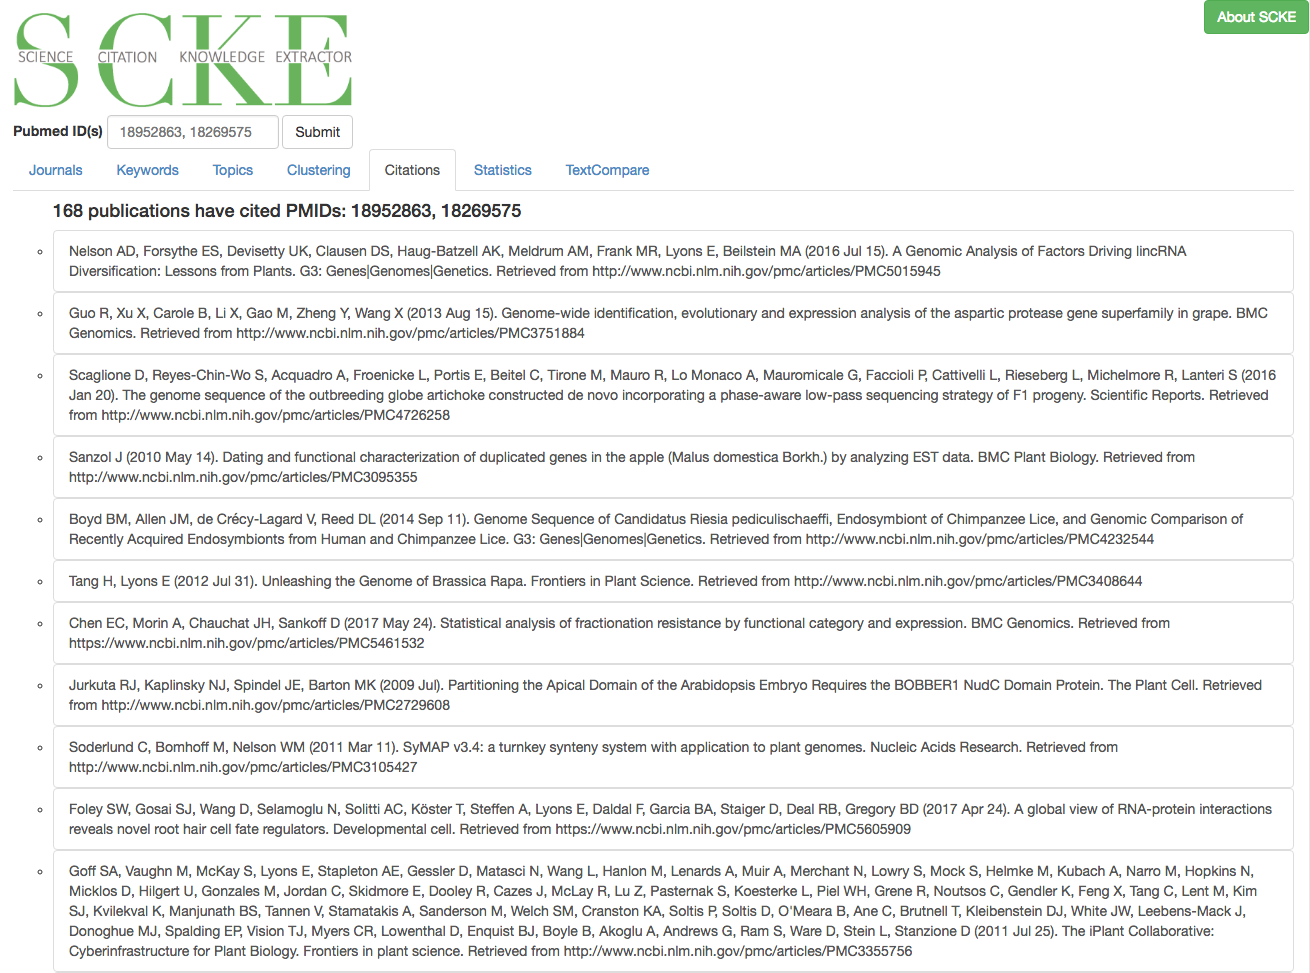 About SCKE
SCKE
SCIENCE CITATION KNOWLEDGE EXTRACTOR
Pubmed ID(s) 18952863, 18269575 Submit
Journals Keywords Topics Clustering Citations Statistics TextCompare
168 publications have cited PMIDs: 18952863, 18269575
Nelson AD, Forsythe ES, Devisetty UK, Clausen DS, Haug-Batzell AK, Meldrum AM, Frank MR, Lyons E, Beilstein MA (2016 Jul 15). A Genomic Analysis of Factors Driving lincRNA
Diversification: Lessons from Plants. G3: Genes|Genomes|Genetics. Retrieved from http://www.ncbi.nlm.nih.gov/pmc/articles/PMC5015945
Guo R, Xu X, Carole B, Li X, Gao M, Zheng Y, Wang X (2013 Aug 15). Genome-wide identification, evolutionary and expression analysis of the aspartic protease gene superfamily in grape. BMC
Genomics. Retrieved from http://www.ncbi.nlm.nih.gov/pmc/articles/PMC3751884
Scaglione D, Reyes-Chin-Wo S, Acquadro A, Froenicke L, Portis E, Beitel C, Tirone M, Mauro R, Lo Monaco A, Mauromicale G, Faccioli P, Cattivelli L, Rieseberg L, Michelmore R, Lanteri S (2016
Jan 20). The genome sequence of the outbreeding globe artichoke constructed de novo incorporating a phase-aware low-pass sequencing strategy of F1 progeny. Scientific Reports. Retrieved
from http://www.ncbi.nlm.nih.gov/pmc/articles/PMC4726258
Sanzol J (2010 May 14). Dating and functional characterization of duplicated genes in the apple (Malus domestica Borkh.) by analyzing EST data. BMC Plant Biology. Retrieved from
http://www.ncbi.nlm.nih.gov/pmc/articles/PMC3095355
Boyd BM, Allen JM, de Crécy-Lagard V, Reed DL (2014 Sep 11). Genome Sequence of Candidatus Riesia pediculischaeffi, Endosymbiont of Chimpanzee Lice, and Genomic Comparison of
Recently Acquired Endosymbionts from Human and Chimpanzee Lice. G3: Genes|Genomes|Genetics. Retrieved from http://www.ncbi.nlm.nih.gov/pmc/articles/PMC4232544
Tang H, Lyons E (2012 Jul 31). Unleashing the Genome of Brassica Rapa. Frontiers in Plant Science. Retrieved from http://www.ncbi.nlm.nih.gov/pmc/articles/PMC3408644
Chen EC, Morin A, Chauchat JH, Sankoff D (2017 May 24). Statistical analysis of fractionation resistance by functional category and expression. BMC Genomics. Retrieved from
https://www.ncbi.nlm.nih.gov/pmc/articles/PMC5461532
Jurkuta RJ, Kaplinsky NJ, Spindel JE, Barton MK (2009 Jul). Partitioning the Apical Domain of the Arabidopsis Embryo Requires the BOBBER1 NudC Domain Protein. The Plant Cell. Retrieved
from http://www.ncbi.nlm.nih.gov/pmc/articles/PMC2729608
Soderlund C, Bomhoff M, Nelson WM (2011 Mar 11). SyMAP v3.4: a turnkey synteny system with application to plant genomes. Nucleic Acids Research. Retrieved from
http://www.ncbi.nlm.nih.gov/pmc/articles/PMC3105427
Foley SW, Gosai SJ, Wang D, Selamoglu N, Solitti AC, Köster T, Steffen A, Lyons E, Daldal F, Garcia BA, Staiger D, Deal RB, Gregory BD (2017 Apr 24). A global view of RNA-protein interactions
reveals novel root hair cell fate regulators. Developmental cell. Retrieved from https://www.ncbi.nlm.nih.gov/pmc/articles/PMC5605909
Goff SA, Vaughn M, McKay S, Lyons E, Stapleton AE, Gessler D, Matasci N, Wang L, Hanlon M, Lenards A, Muir A, Merchant N, Lowry S, Mock S, Helmke M, Kubach A, Narro M, Hopkins N,
Micklos D, Hilgert U, Gonzales M, Jordan C, Skidmore E, Dooley R, Cazes J, McLay R, Lu Z, Pasternak S, Koesterke L, Piel WH, Grene R, Noutsos C, Gendler K, Feng X, Tang C, Lent M, Kim
SJ, Kvilekval K, Manjunath BS, Tannen V, Stamatakis A, Sanderson M, Welch SM, Cranston KA, Soltis P, Soltis D, O'Meara B, Ane C, Brutnell T, Kleibenstein DJ, White JW, Leebens-Mack J,
Donoghue MJ, Spalding EP, Vision TJ, Myers CR, Lowenthal D, Enquist BJ, Boyle B, Akoglu A, Andrews G, Ram S, Ware D, Stein L, Stanzione D (2011 Jul 25). The iPlant Collaborative:
Cyberinfrastructure for Plant Biology. Frontiers in plant science. Retrieved from http://www.ncbi.nlm.nih.gov/pmc/articles/PMC3355756